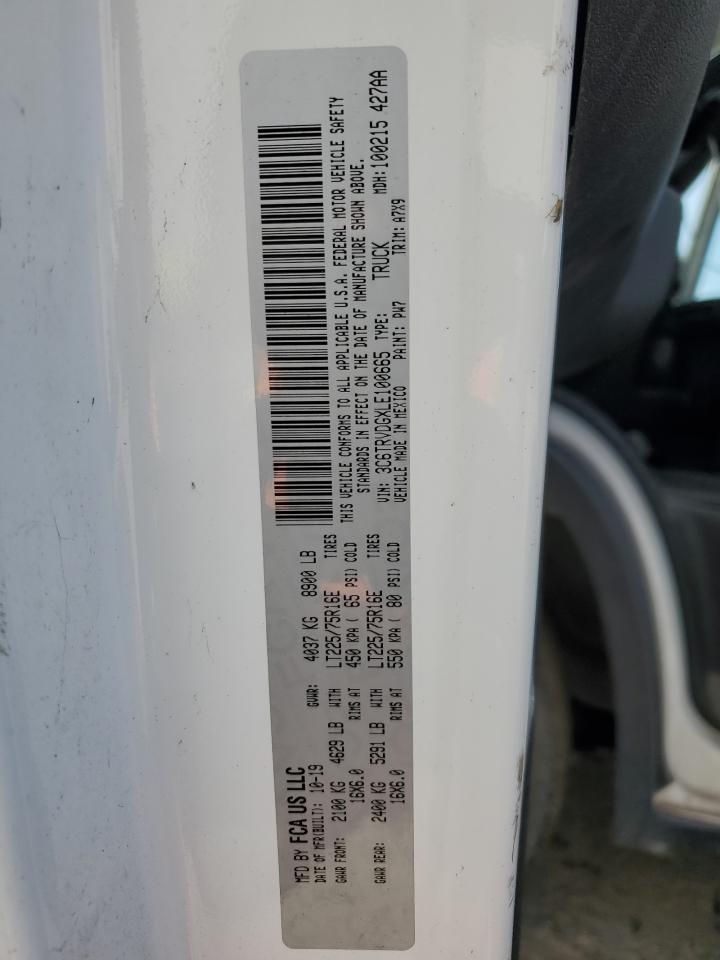 MFD BY FCA US LLC
DATE OF MFR(BUILT): 10-19 GVWR: 4037 KG 8900 LB
GAWR FRONT: 2100 KG 4629 LB WITH LT225/75R16E TIRES
16X6.0 RIMS AT 450 KPA ( 65 PSI) COLD
GAWR REAR: 2400 KG 5291 LB WITH LT225/75R16E TIRES
16X6.0 RIMS AT 550 KPA ( 80 PSI) COLD
THIS VEHICLE CONFORMS TO ALL APPLICABLE U.S.A. FEDERAL MOTOR VEHICLE SAFETY
STANDARDS IN EFFECT ON THE DATE OF MANUFACTURE SHOWN ABOVE.
VIN: 3C6TRVDGXLE100665 TYPE: TRUCK MDH:100215 427AA
VEHICLE MADE IN MEXICO PAINT: PW7 TRIM: A7X9